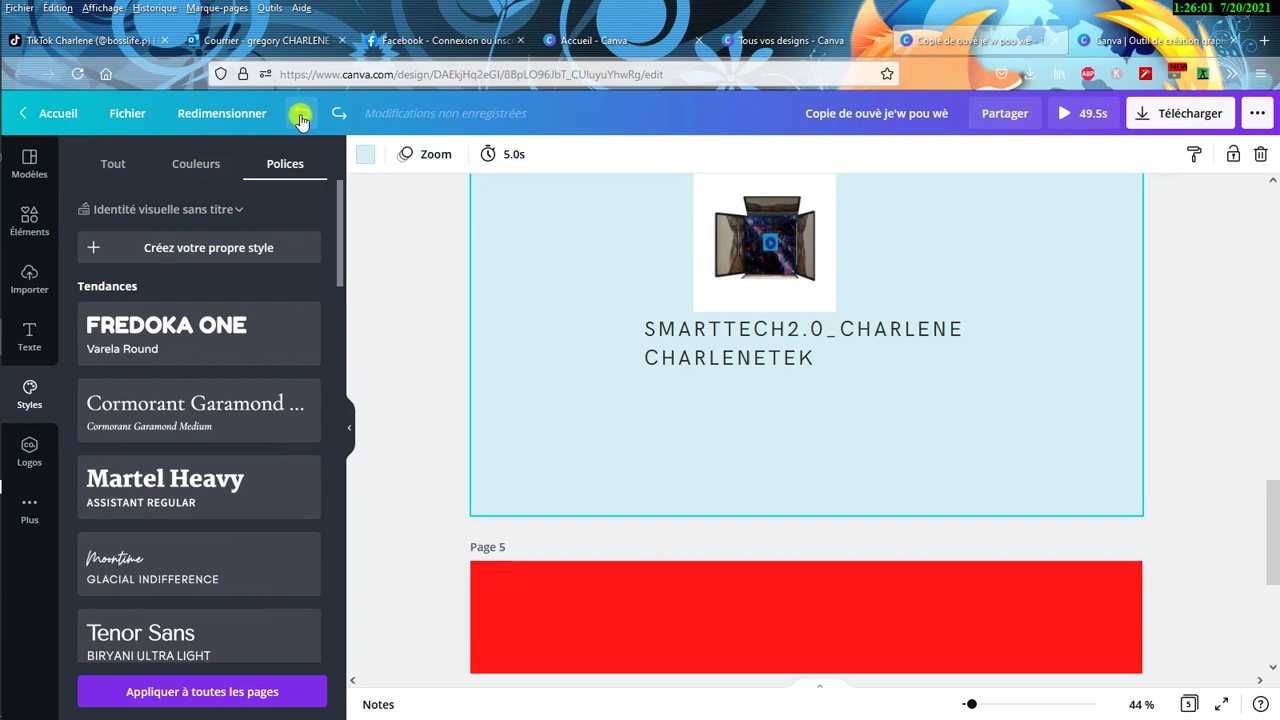 1:26:01 7/20/2021
Fichier Édition Affichage Historique Marque-pages Outils Aide
TikTok Charlene (@bosslife.p)
Courrier - gregory CHARLENE
Facebook - Connexion ou inscr
Accueil - Canva
Tous vos designs - Canva
Copie de ouvè je'w pou wè -
Canva | Outil de création graph
https://www.canva.com/design/DAEkjHq2eGI/8BpLO96JbT_CUluyuYhwRg/edit
ABP
NEW
Accueil
Fichier
Redimensionner
Modifications non enregistrées
Copie de ouvè je'w pou wè
Partager
49.5s
Télécharger
Modèles
Éléments
Importer
Texte
Styles
CO.
Logos
Plus
Tout
Couleurs
Polices
Identité visuelle sans titre
Créez votre propre style
Tendances
FREDOKA ONE
Varela Round
Cormorant Garamond ...
Cormorant Garamond Medium
Martel Heavy
ASSISTANT REGULAR
Moontime
GLACIAL INDIFFERENCE
Tenor Sans
BIRYANI ULTRA LIGHT
Appliquer à toutes les pages
Zoom
5.0s
SMARTTECH2.0_CHARLENE
CHARLENETEK
Page 5
Notes
44 %
5